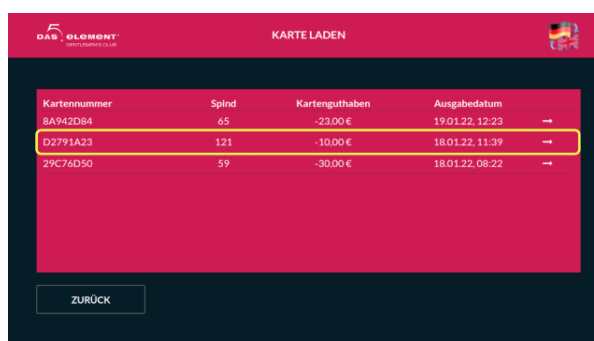 5
DAS element
GENTLEMEN'S CLUB
KARTE LADEN
Kartennummer Spind Kartenguthaben Ausgabedatum
8A942D84 65 -23,00 € 19.01.22, 12:23 →
D2791A23 121 -10,00 € 18.01.22, 11:39 →
29C76D50 59 -30,00 € 18.01.22, 08:22 →
ZURÜCK